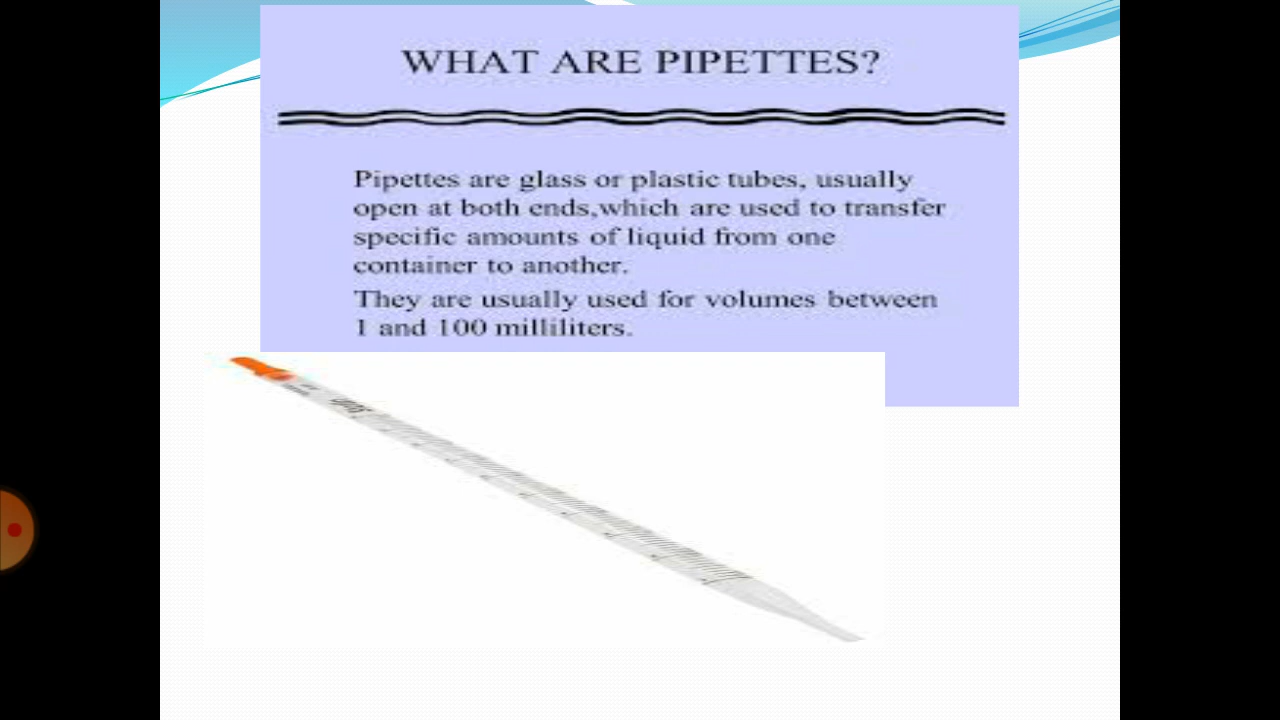 WHAT ARE PIPETTES?
Pipettes are glass or plastic tubes, usually
open at both ends,which are used to transfer
specific amounts of liquid from one
container to another.
They are usually used for volumes between
1 and 100 milliliters.